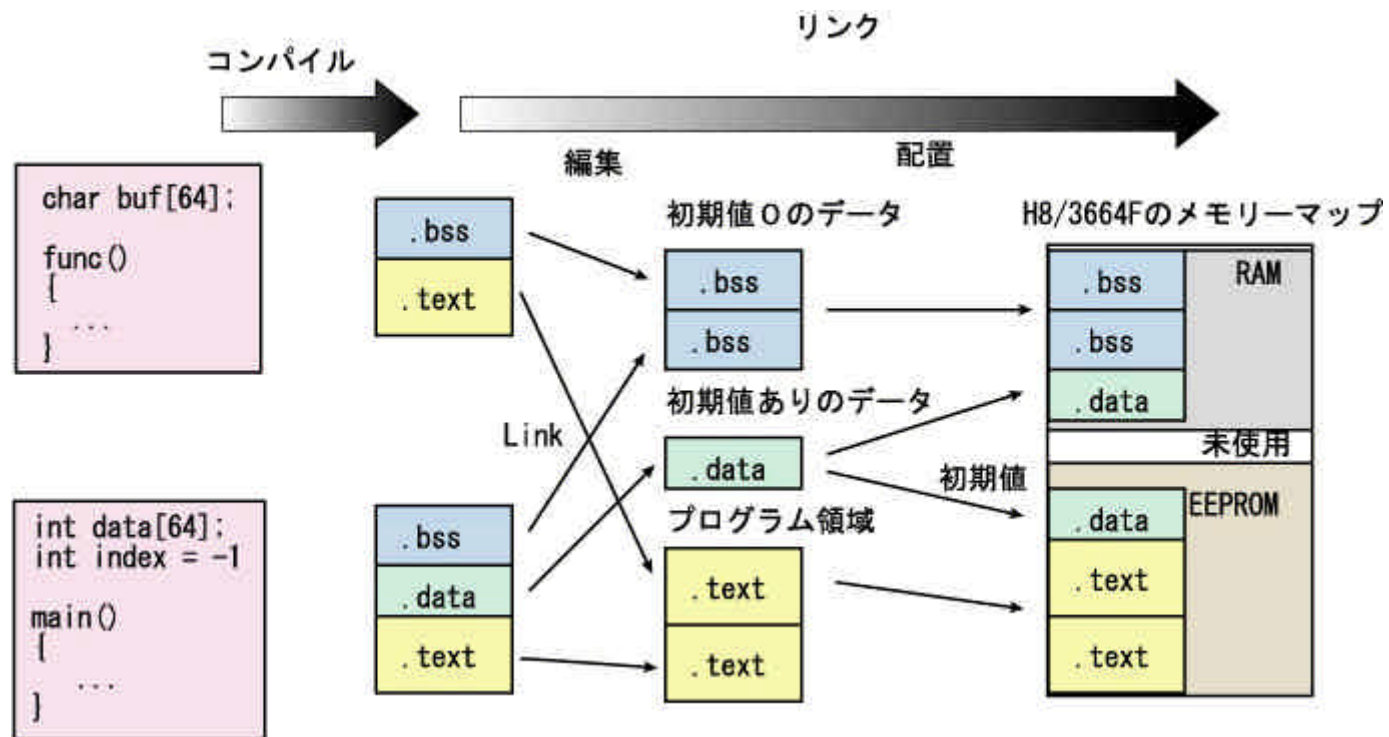 リンク
コンパイル
編集
配置
char buf[64]:
func()
{
...
}
int data[64]:
int index = -1
main()
{
...
}
.bss
.text
.bss
.data
.text
Link
初期値０のデータ
.bss
.bss
初期値ありのデータ
.data
プログラム領域
.text
.text
初期値
H8/3664Fのメモリーマップ
RAM
.bss
.bss
.data
未使用
EEPROM
.data
.text
.text